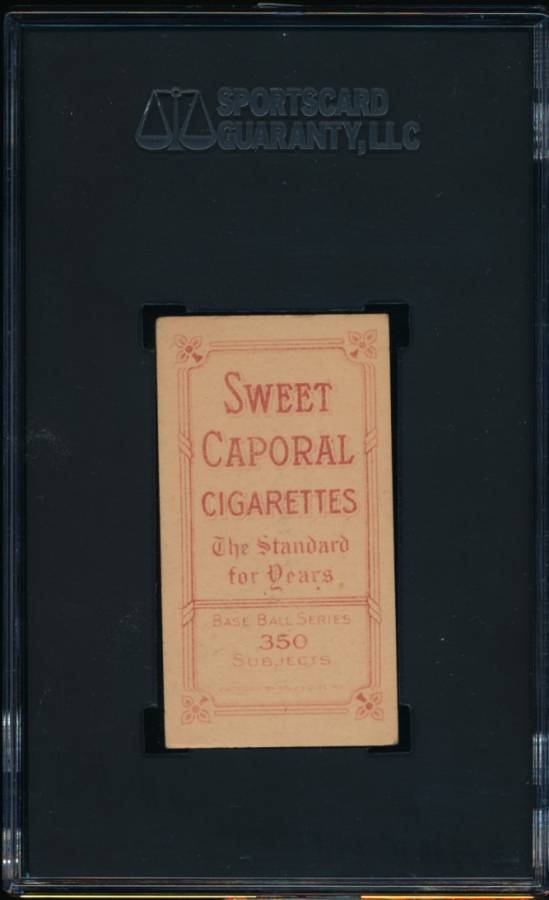 SPORTSCARD
GUARANTY, LLC
SWEET
CAPORAL
CIGARETTES
The Standard
for Years
BASE BALL SERIES
350
SUBJECTS